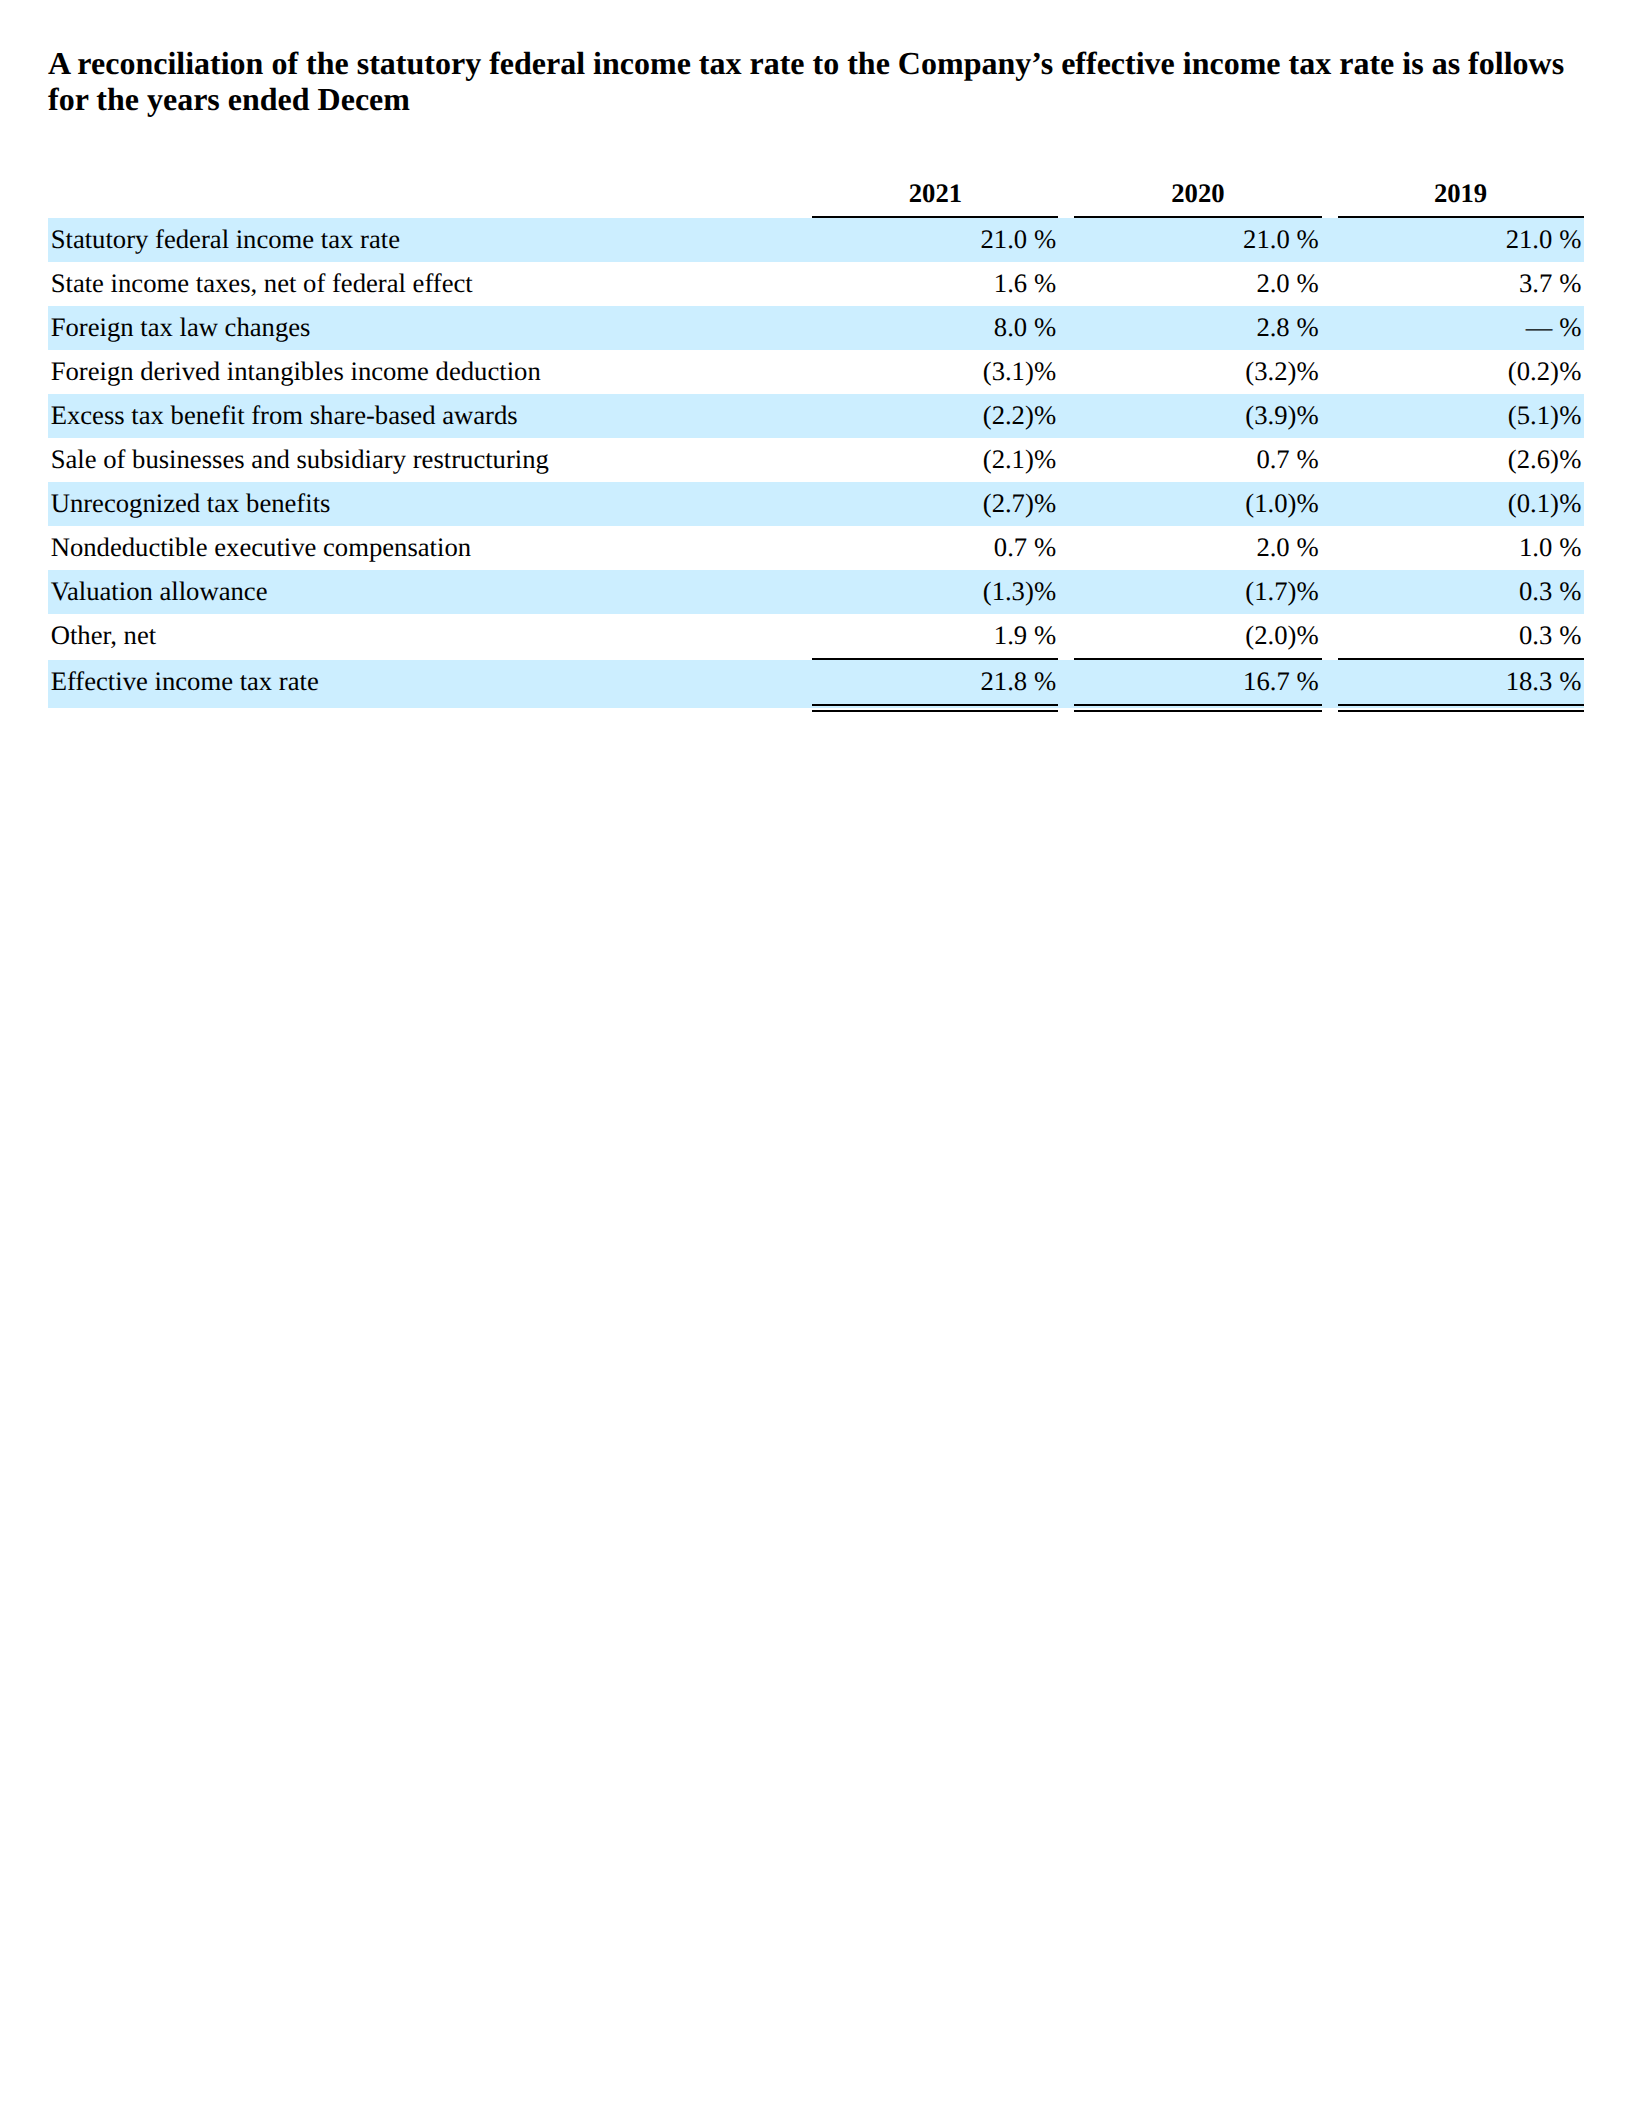 A reconciliation of the statutory federal income tax rate to the Company’s effective income tax rate is as follows
for the years ended Decem
2021 2020 2019
Statutory federal income tax rate 21.0 % 21.0 % 21.0 %
State income taxes, net of federal effect 1.6 % 2.0 % 3.7 %
Foreign tax law changes 8.0 % 2.8 % — %
Foreign derived intangibles income deduction (3.1)% (3.2)% (0.2)%
Excess tax benefit from share-based awards (2.2)% (3.9)% (5.1)%
Sale of businesses and subsidiary restructuring (2.1)% 0.7 % (2.6)%
Unrecognized tax benefits (2.7)% (1.0)% (0.1)%
Nondeductible executive compensation 0.7 % 2.0 % 1.0 %
Valuation allowance (1.3)% (1.7)% 0.3 %
Other, net 1.9 % (2.0)% 0.3 %
Effective income tax rate 21.8 % 16.7 % 18.3 %